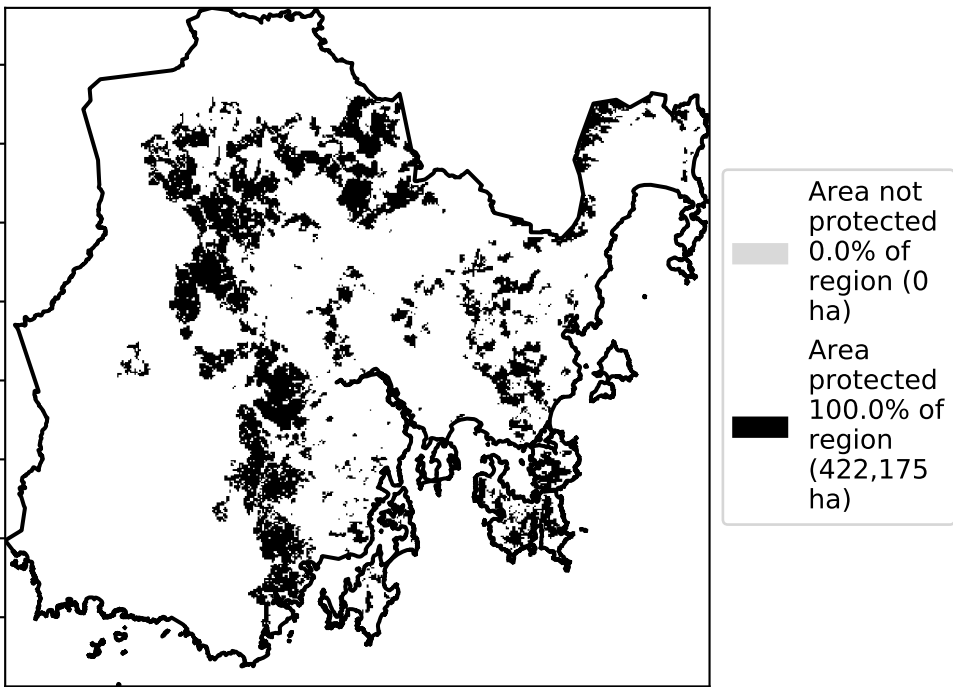 Area not
protected
0.0% of
region (0
ha)
Area
protected
100.0% of
region
(422,175
ha)